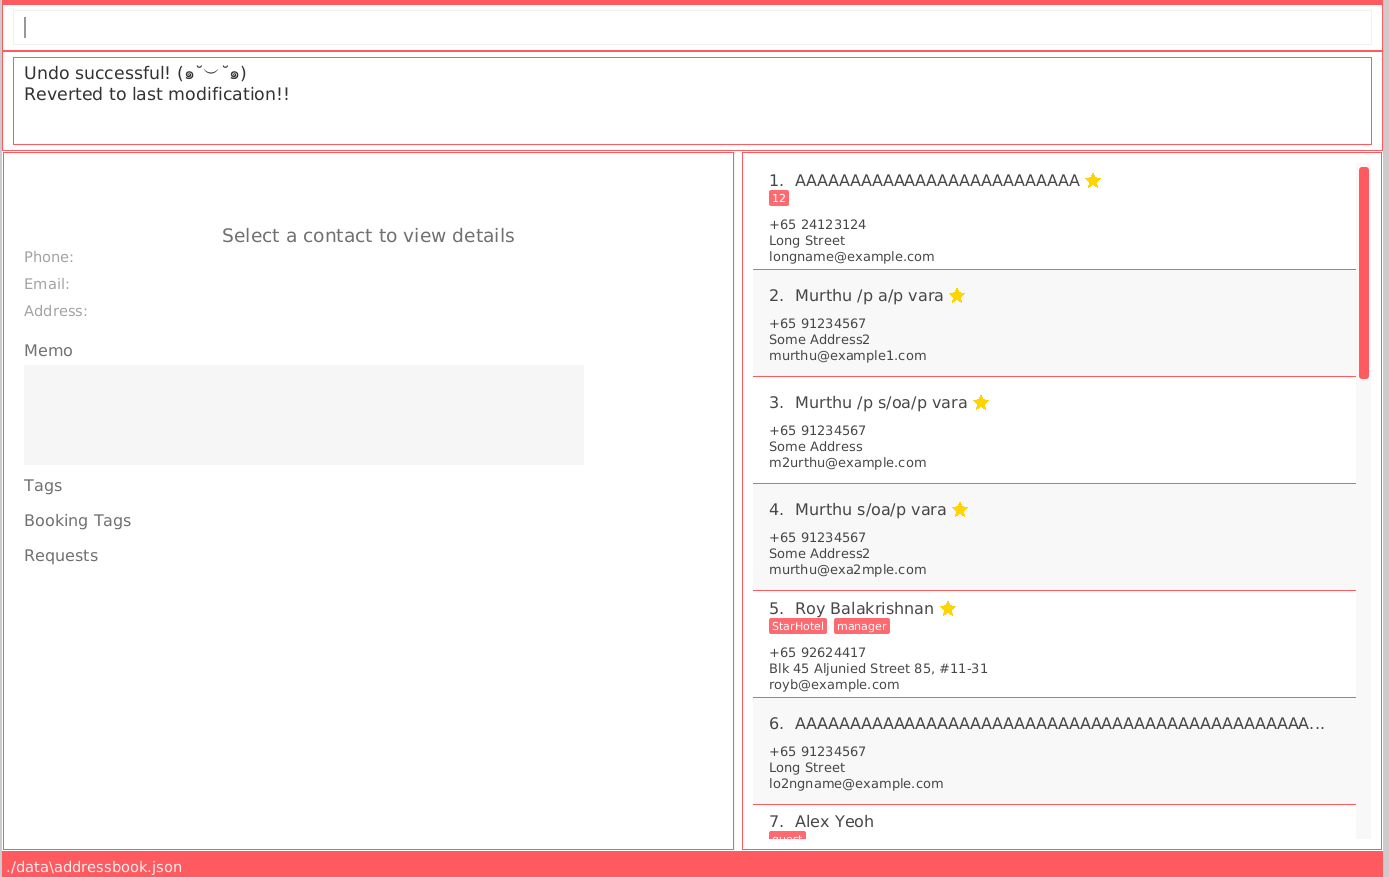 Undo successful! (๑˘︶˘๑)
Reverted to last modification!!
Select a contact to view details
Phone:
Email:
Address:
Memo
Tags
Booking Tags
Requests
1. AAAAAAAAAAAAAAAAAAAAAAAAAA
12
+65 24123124
Long Street
longname@example.com
2. Murthu /p a/p vara
+65 91234567
Some Address2
murthu@example1.com
3. Murthu /p s/oa/p vara
+65 91234567
Some Address
m2urthu@example.com
4. Murthu s/oa/p vara
+65 91234567
Some Address2
murthu@exa2mple.com
5. Roy Balakrishnan
StarHotel manager
+65 92624417
Blk 45 Aljunied Street 85, #11-31
royb@example.com
6. AAAAAAAAAAAAAAAAAAAAAAAAAAAAAAAAAAAAAAAAAAAAAAA...
+65 91234567
Long Street
lo2ngname@example.com
7. Alex Yeoh
guest
./data\addressbook.json